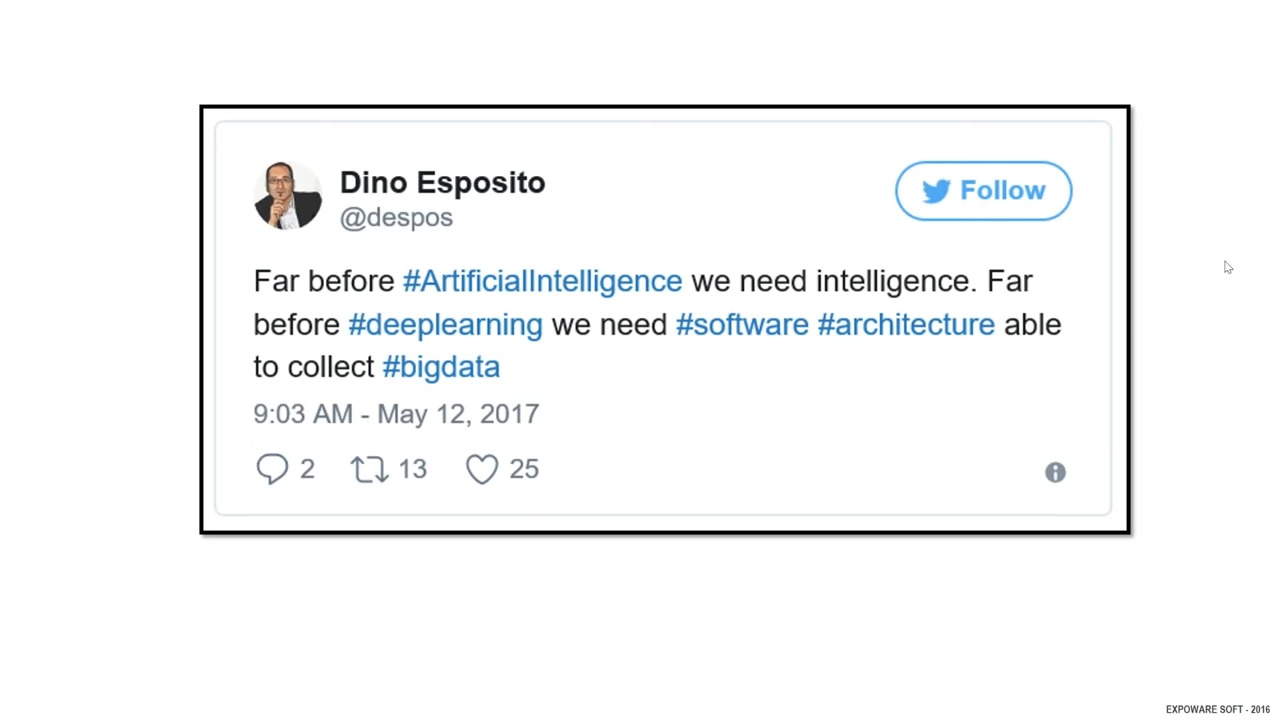 Dino Esposito
Follow
@despos
Far before #ArtificialIntelligence we need intelligence. Far
before #deeplearning we need #software #architecture able
to collect #bigdata
9:03 AM - May 12, 2017
2 13 25
EXPOWARE SOFT - 2016